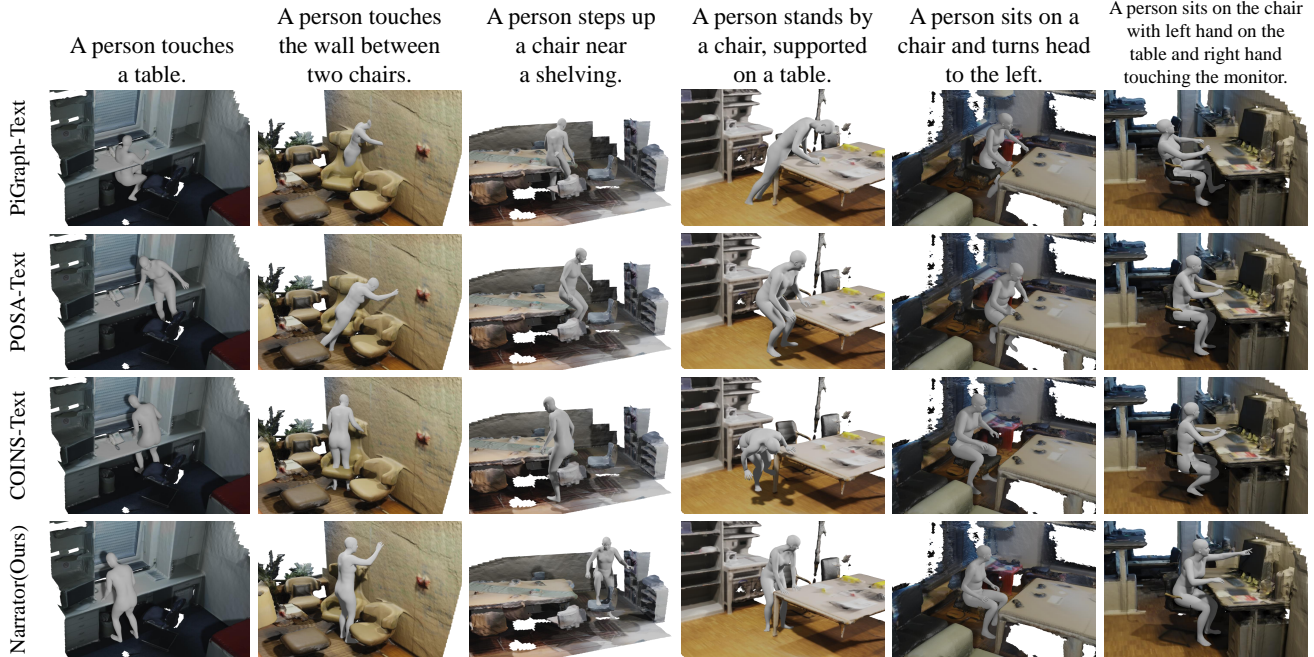 A person touches
a table.
A person touches
the wall between
two chairs.
A person steps up
a chair near
a shelving.
A person stands by
a chair, supported
on a table.
A person sits on a
chair and turns head
to the left.
A person sits on the chair
with left hand on the
table and right hand
touching the monitor.
PiGraph-Text
POSA-Text
COINS-Text
Narrator(Ours)